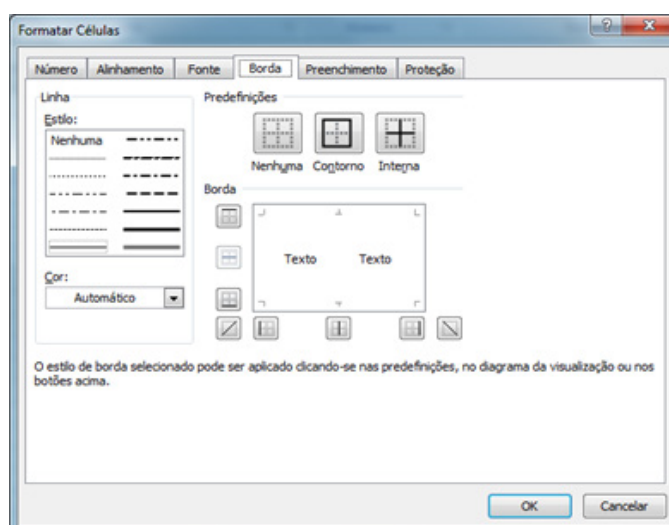 Formatar Células
Número Alinhamento Fonte Borda Preenchimento Proteção
Linha
Estilo:
Nenhuma
Cor:
Automático
Predefinições
Nenhuma Contorno Interna
Borda
Texto Texto
O estilo de borda selecionado pode ser aplicado clicando-se nas predefinições, no diagrama da visualização ou nos
botões acima.
OK Cancelar